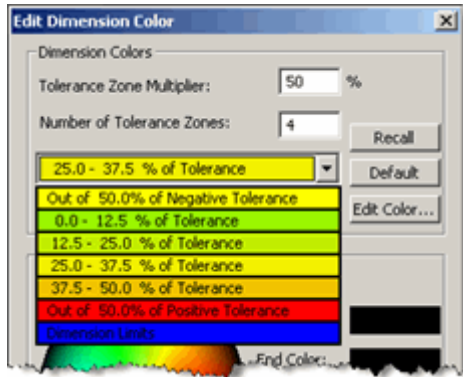 Edit Dimension Color
Dimension Colors
Tolerance Zone Multiplier: 50 %
Number of Tolerance Zones: 4
Recall
25.0 - 37.5 % of Tolerance
Default
Out of 50.0% of Negative Tolerance
Edit Color...
0.0 - 12.5 % of Tolerance
12.5 - 25.0 % of Tolerance
25.0 - 37.5 % of Tolerance
37.5 - 50.0 % of Tolerance
Out of 50.0% of Positive Tolerance
Dimension Limits
End Color: